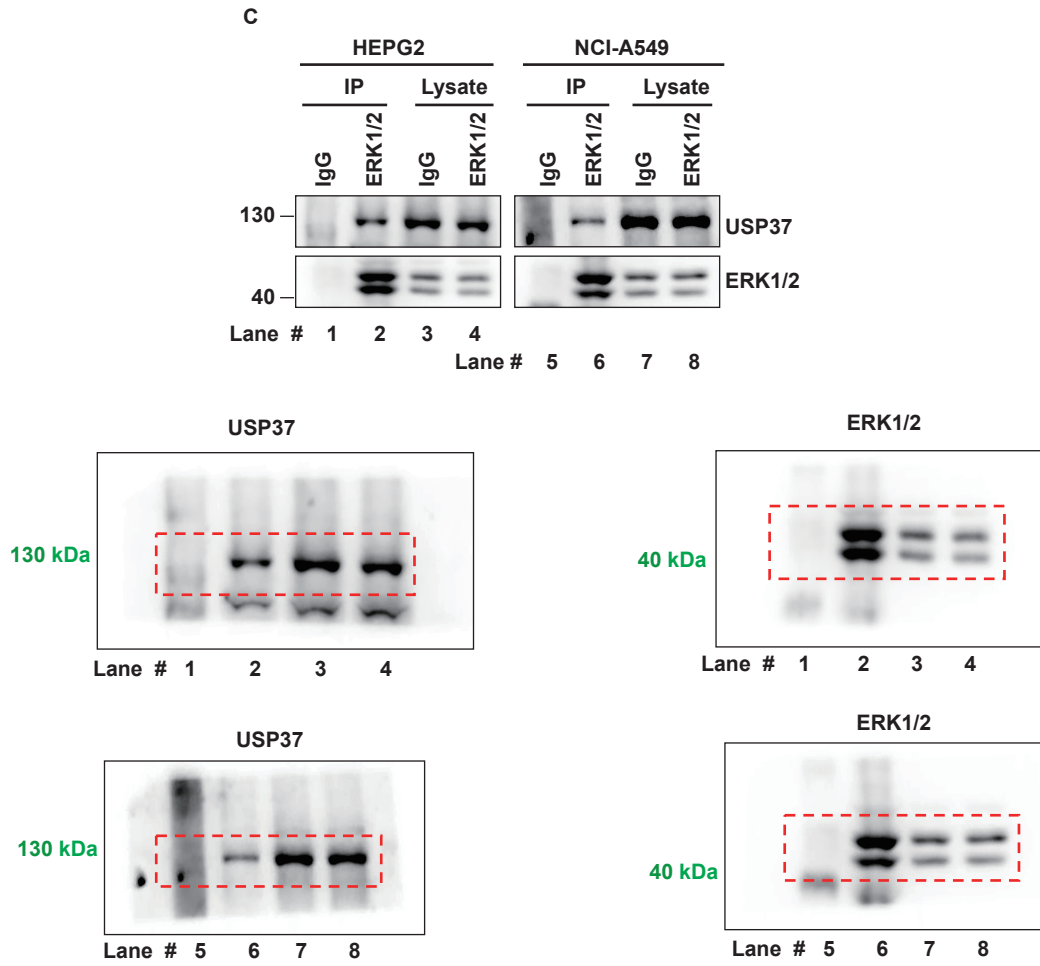 C
HEPG2 NCI-A549
IP Lysate IP Lysate
IgG ERK1/2 IgG ERK1/2 IgG ERK1/2 IgG ERK1/2
130 USP37
40 ERK1/2
Lane # 1 2 3 4
Lane # 5 6 7 8
USP37 ERK1/2
130 kDa 40 kDa
Lane # 1 2 3 4 Lane # 1 2 3 4
USP37 ERK1/2
130 kDa 40 kDa
Lane # 5 6 7 8 Lane # 5 6 7 8